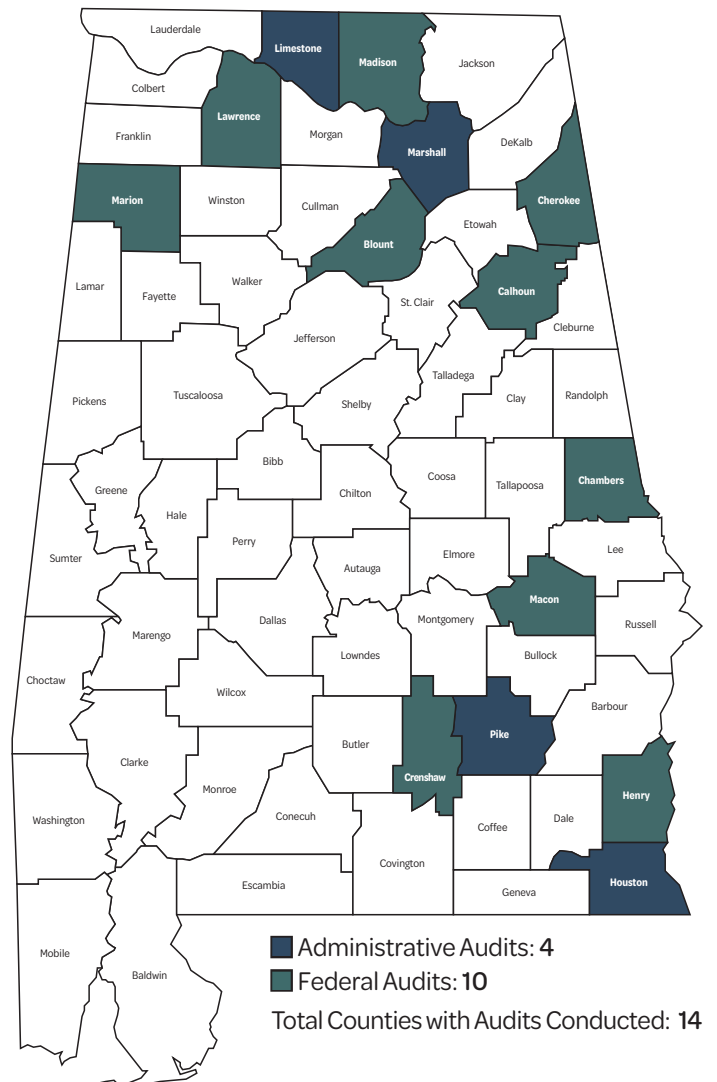 Lauderdale
Limestone
Madison
Jackson
Colbert
Lawrence
Franklin
Morgan
DeKalb
Marshall
Marion
Winston
Cullman
Cherokee
Etowah
Blount
Lamar
Fayette
Walker
St. Clair
Calhoun
Cleburne
Jefferson
Talladega
Pickens
Tuscaloosa
Shelby
Clay
Randolph
Bibb
Coosa
Tallapoosa
Chambers
Greene
Hale
Chilton
Sumter
Perry
Autauga
Elmore
Lee
Macon
Marengo
Dallas
Montgomery
Russell
Lowndes
Bullock
Choctaw
Wilcox
Barbour
Clarke
Butler
Pike
Crenshaw
Washington
Monroe
Conecuh
Coffee
Dale
Henry
Covington
Escambia
Geneva
Houston
Mobile
Baldwin
Administrative Audits: 4
Federal Audits: 10
Total Counties with Audits Conducted: 14